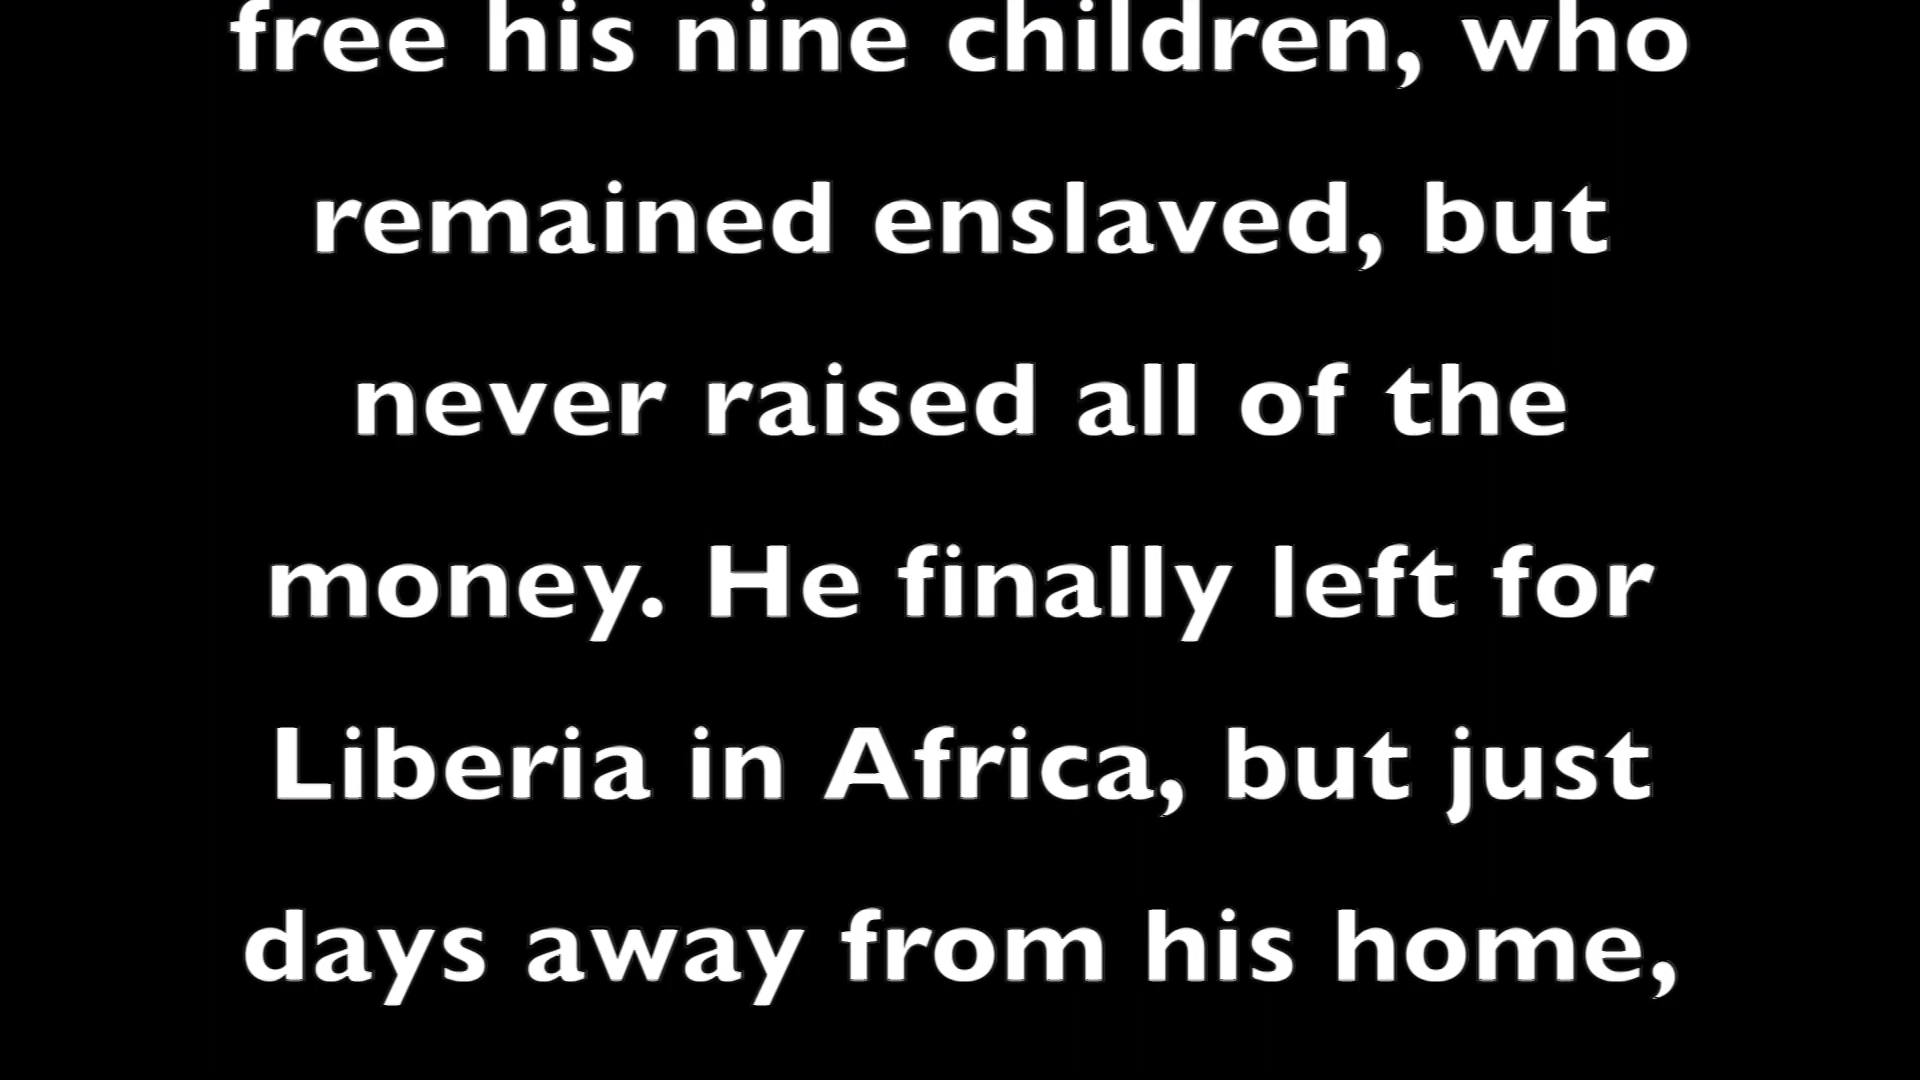 free his nine children, who
remained enslaved, but
never raised all of the
money. He finally left for
Liberia in Africa, but just
days away from his home,